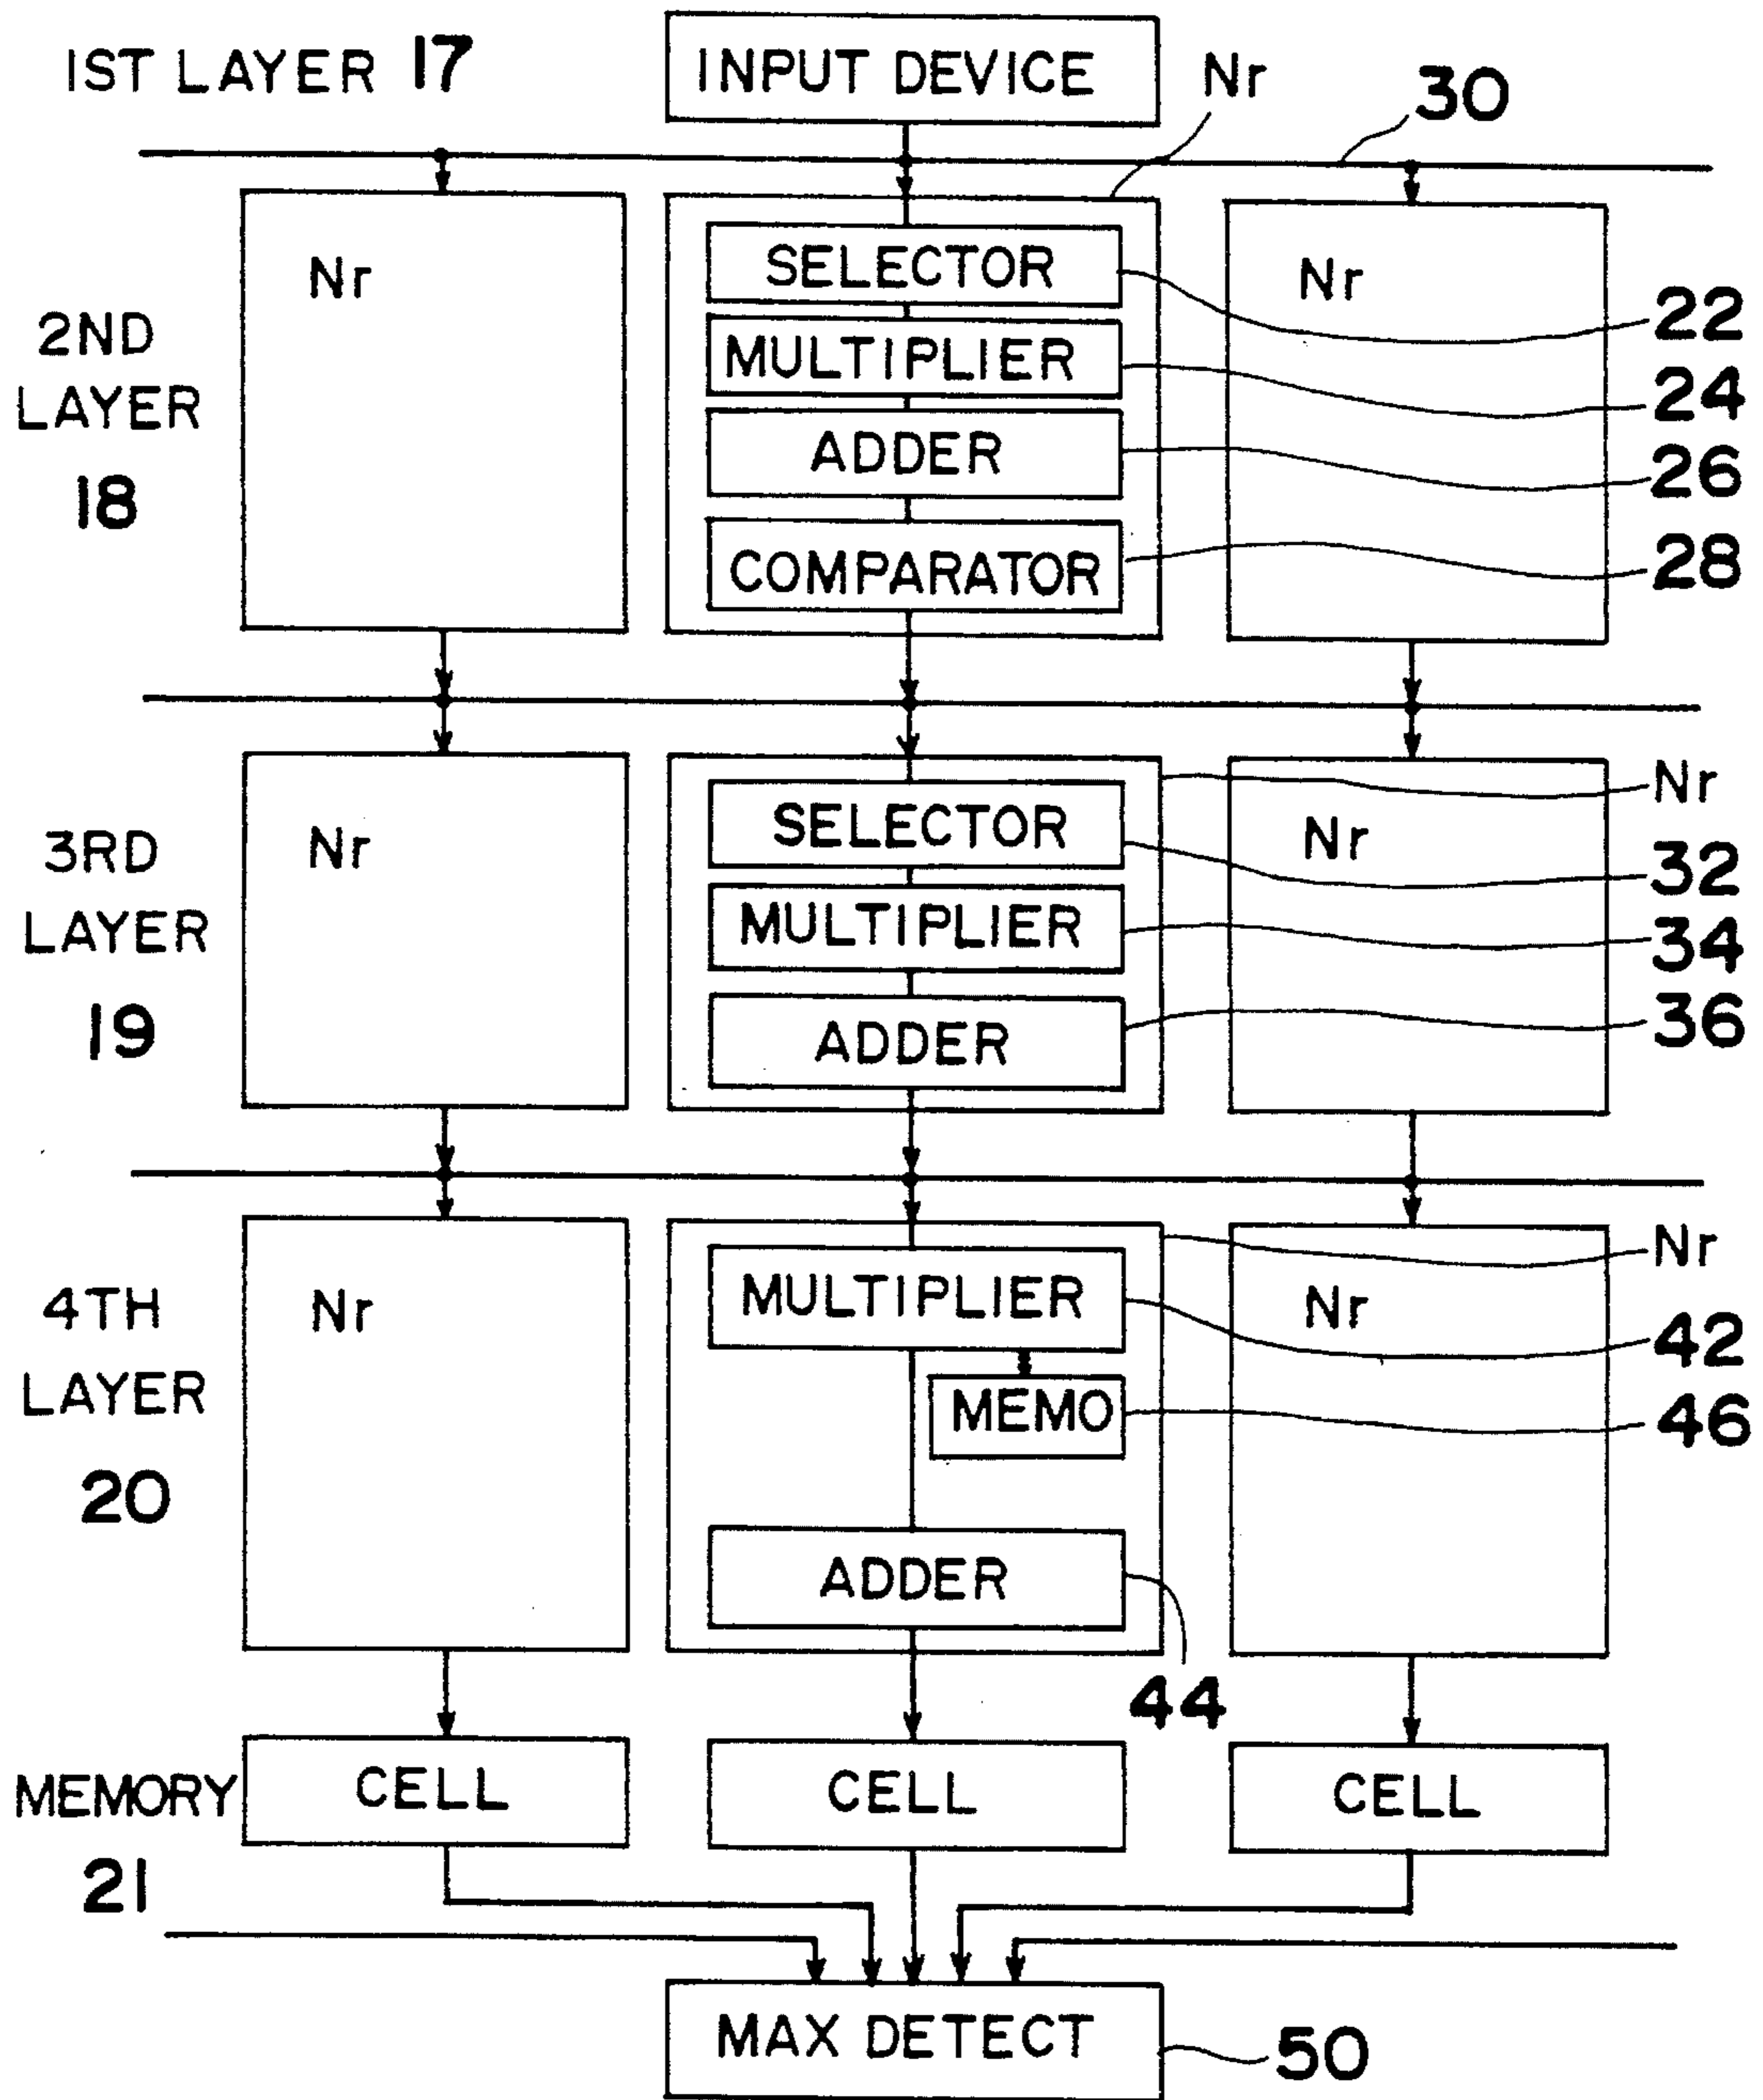 1ST LAYER 17
INPUT DEVICE
Nr
30
2ND
LAYER
18
Nr
SELECTOR
MULTIPLIER
ADDER
COMPARATOR
Nr
22
24
26
28
3RD
LAYER
19
Nr
SELECTOR
MULTIPLIER
ADDER
Nr
Nr
32
34
36
4TH
LAYER
20
Nr
MULTIPLIER
MEMO
ADDER
Nr
Nr
42
46
44
MEMORY
21
CELL
CELL
CELL
MAX DETECT
50